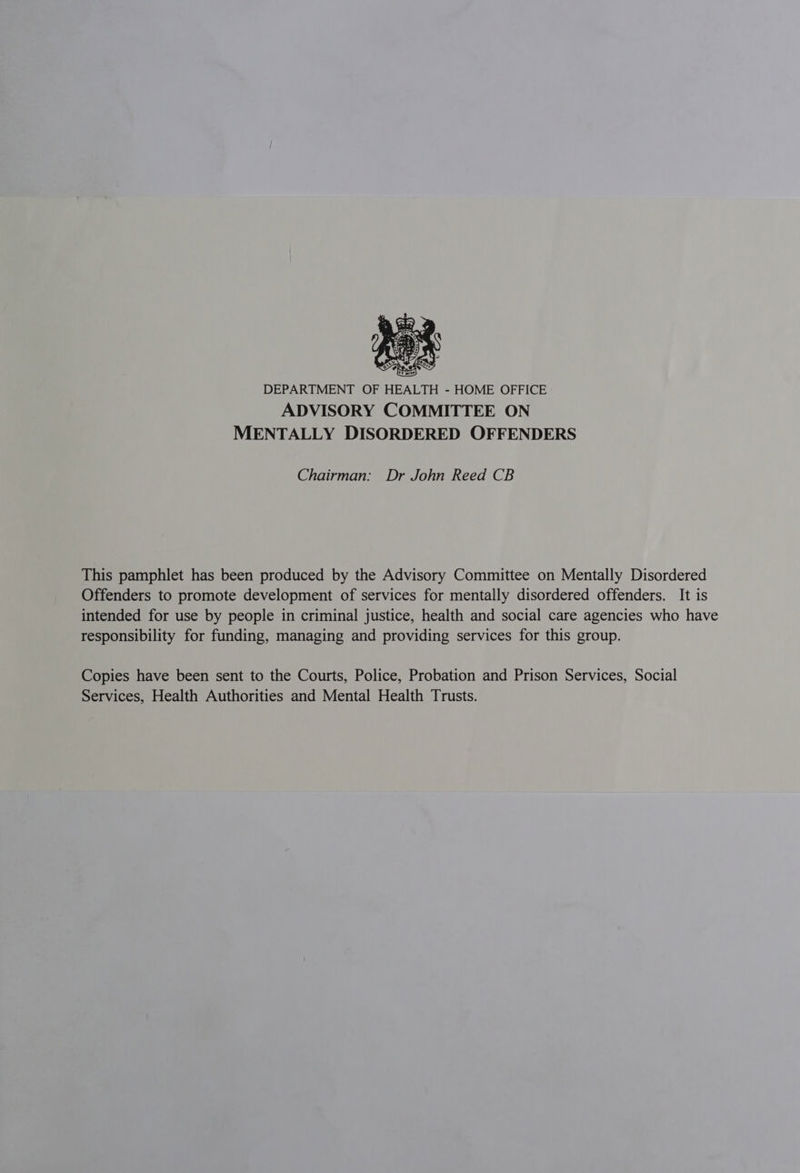 DEPARTMENT OF HEALTH - HOME OFFICE
ADVISORY COMMITTEE ON
MENTALLY DISORDERED OFFENDERS
Chairman: Dr John Reed CB
This pamphlet has been produced by the Advisory Committee on Mentally Disordered
Offenders to promote development of services for mentally disordered offenders. It is
intended for use by people in criminal justice, health and social care agencies who have
responsibility for funding, managing and providing services for this group.
Copies have been sent to the Courts, Police, Probation and Prison Services, Social
Services, Health Authorities and Mental Health Trusts.